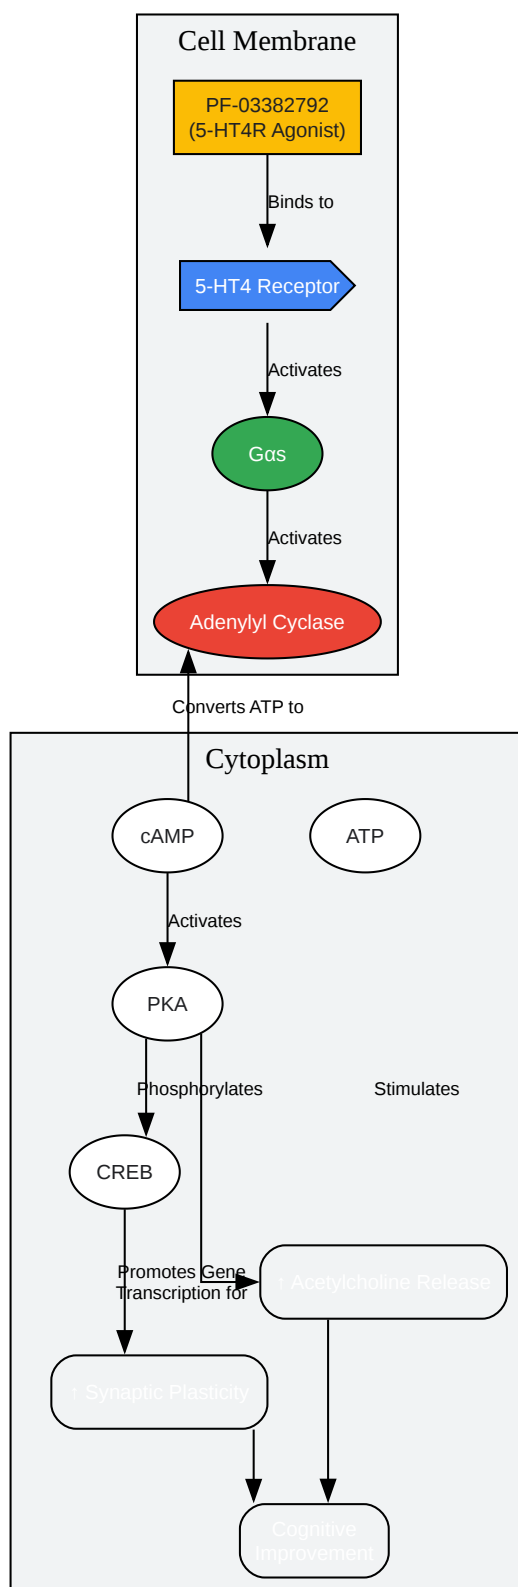 Cell Membrane
PF-03382792
(5-HT4R Agonist)
Binds to
5-HT4 Receptor
Activates
Gαs
Activates
Adenylyl Cyclase
Converts ATP to
Cytoplasm
cAMP
ATP
Activates
PKA
Phosphorylates
Stimulates
CREB
Promotes Gene
Transcription for
↑ Acetylcholine Release
↑ Synaptic Plasticity
Cognitive
Improvement